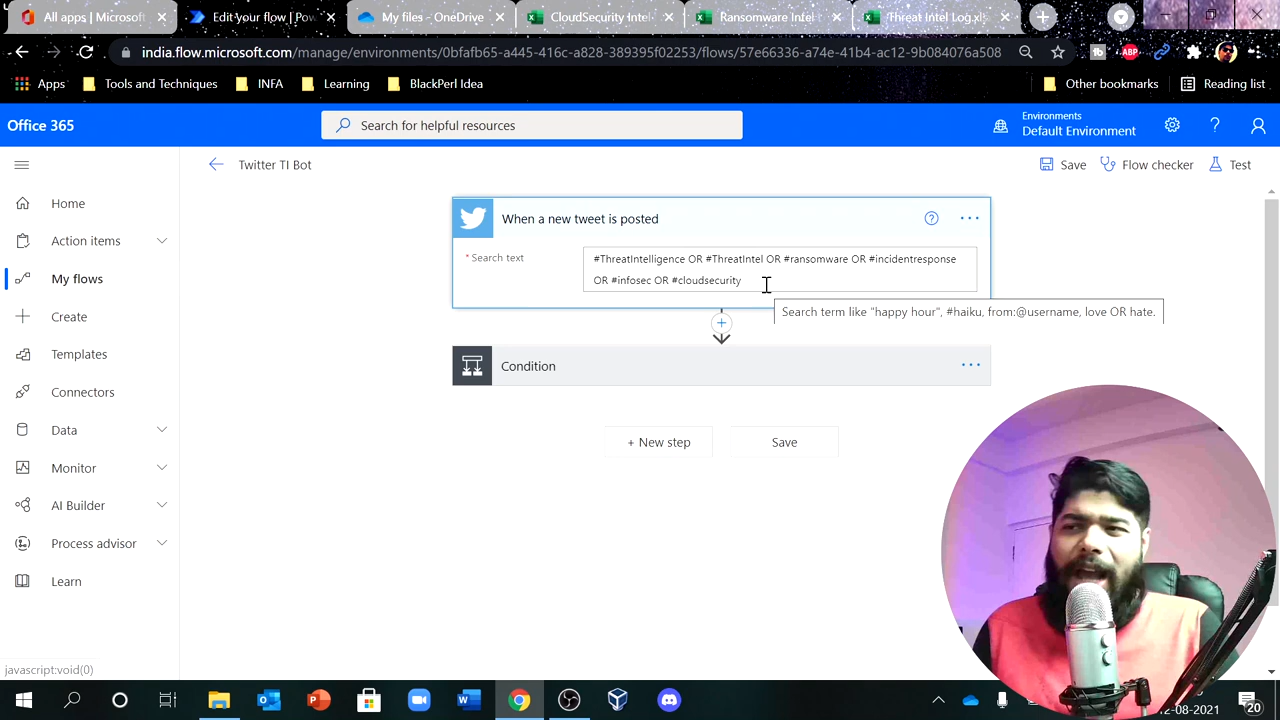 All apps | Microsoft
Edit your flow | Pow
My files - OneDrive
CloudSecurity Intel
Ransomware Intel
Threat Intel Log.xls
india.flow.microsoft.com/manage/environments/0bfafb65-a445-416c-a828-389395f02253/flows/57e66336-a74e-41b4-ac12-9b084076a508
Apps
Tools and Techniques
INFA
Learning
BlackPerl Idea
Other bookmarks
Reading list
Office 365
Search for helpful resources
Environments
Default Environment
Twitter TI Bot
Save
Flow checker
Test
Home
Action items
My flows
Create
Templates
Connectors
Data
Monitor
AI Builder
Process advisor
Learn
When a new tweet is posted
* Search text
#ThreatIntelligence OR #ThreatIntel OR #ransomware OR #incidentresponse
OR #infosec OR #cloudsecurity
Search term like "happy hour", #haiku, from:@username, love OR hate.
Condition
+ New step
Save
javascript:void(0)
2-08-2021
20